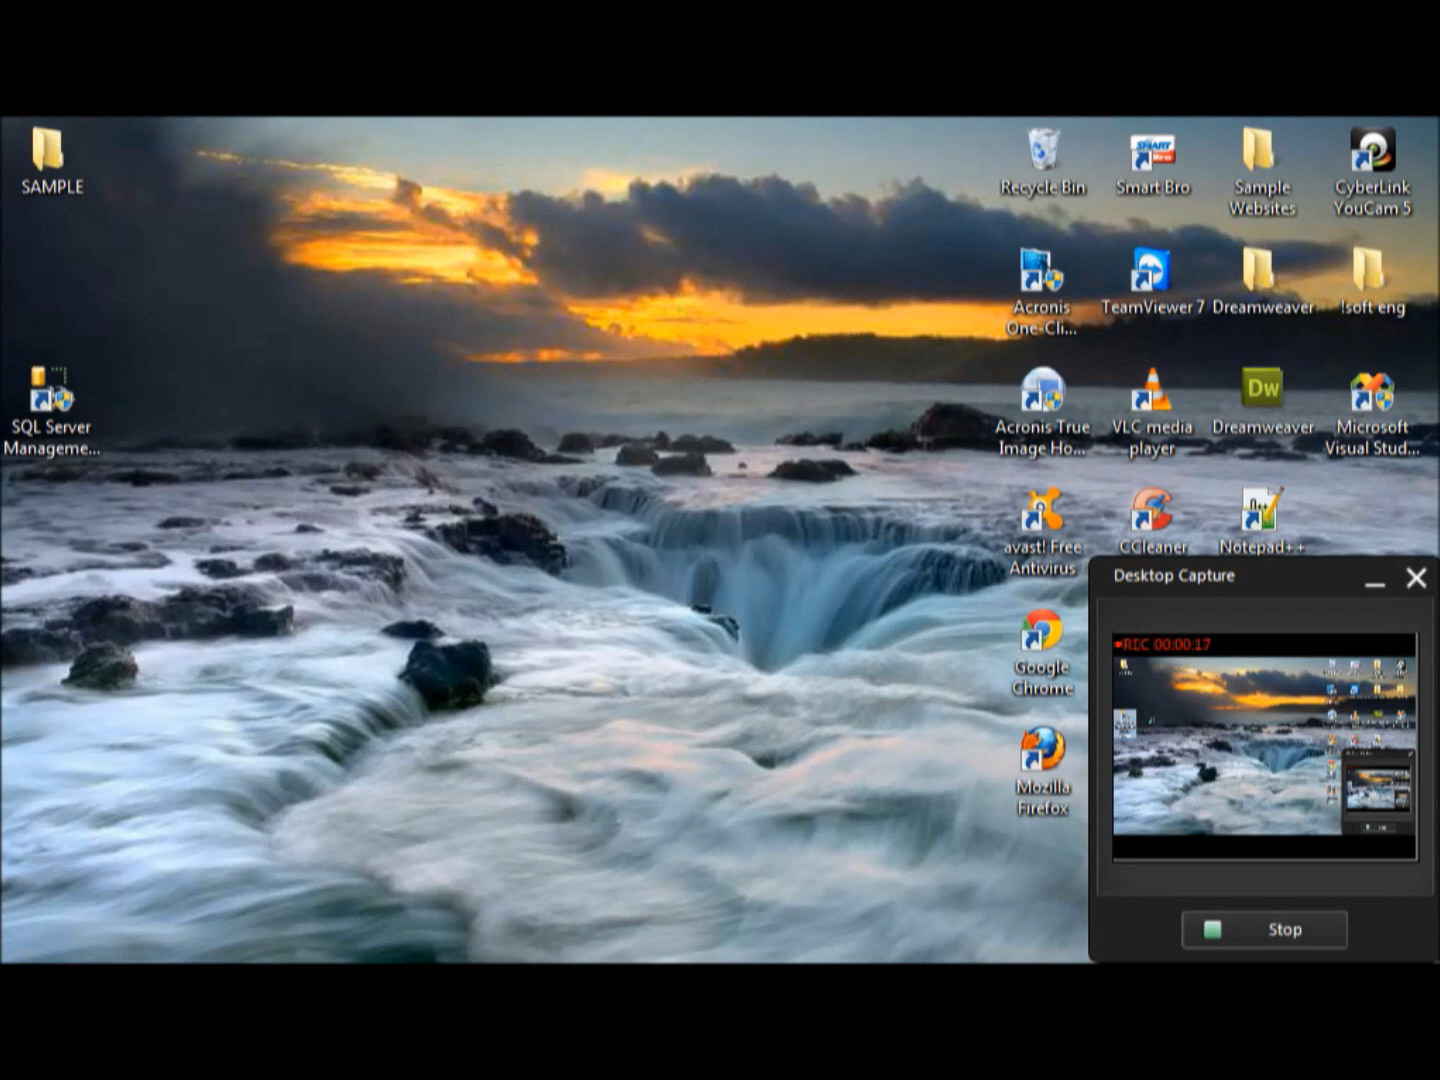 SAMPLE
Recycle Bin
Smart Bro
Sample
Websites
CyberLink
YouCam 5
Acronis
One-Cli...
TeamViewer 7
Dreamweaver
!soft eng
SQL Server
Manageme...
Acronis True
Image Ho...
VLC media
player
Dw
Dreamweaver
Microsoft
Visual Stud...
avast! Free
Antivirus
CCleaner
Notepad++
Desktop Capture
REC 00:00:17
Google
Chrome
Mozilla
Firefox
Stop